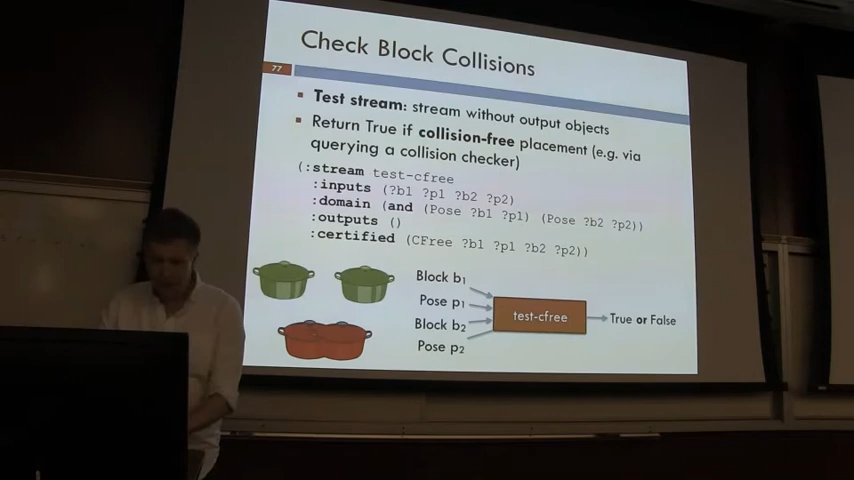 Check Block Collisions
77
Test stream: stream without output objects
Return True if collision-free placement (e.g. via
querying a collision checker)
(:stream test-cfree
:inputs (?b1 ?p1 ?b2 ?p2)
:domain (and (Pose ?b1 ?p1) (Pose ?b2 ?p2))
:outputs ()
:certified (CFree ?b1 ?p1 ?b2 ?p2))
Block b1
Pose p1
Block b2
Pose p2
test-cfree
True or False